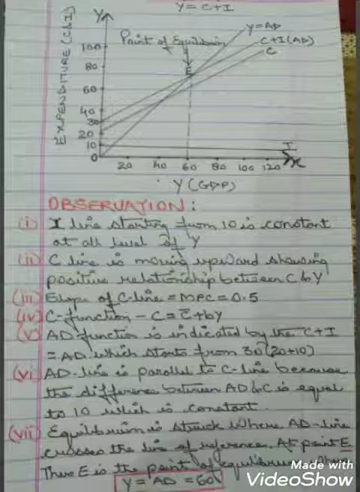 Y = C+I
Y
EXPENDITURE (C&I)
Point of Equilibrium
Y=AD
C+I(AD)
C
E
I
X
100
80
60
40
30
20
10
0
20 40 60 80 100 120
Y (GDP)
OBSERVATION:
(i) I line starting from 10 is constant
at all level of Y
(ii) C line is moving upward showing
positive relationship between C & Y
(iii) Slope of C-line = MPC = 0.5
(iv) C-function - C = C̅+bY
(v) AD function is indicated by the C+I
= AD which starts from 30 (20+10)
(vi) AD-line is parallel to C-line because
the difference between AD & C is equal
to 10 which is constant.
(vii) Equilibrium is struck where AD-line
crosses the line of reference. At point E
Thus E is the point of equilibrium where
Y = AD = 60
Made with
VideoShow